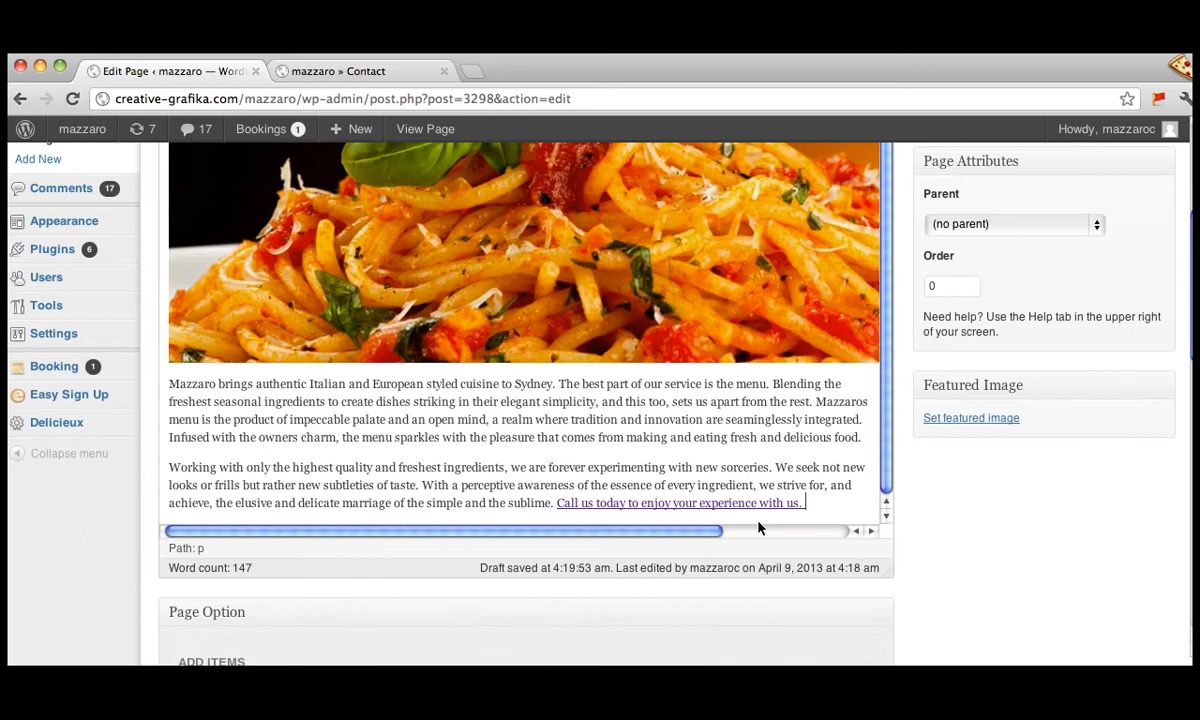 Edit Page ‹ mazzaro — Word
mazzaro » Contact
creative-grafika.com/mazzaro/wp-admin/post.php?post=3298&action=edit
mazzaro 7 17 Bookings 1 New View Page Howdy, mazzaroc
Add New
Comments 17
Appearance
Plugins 6
Users
Tools
Settings
Booking 1
Easy Sign Up
Delicieux
Collapse menu
Mazzaro brings authentic Italian and European styled cuisine to Sydney. The best part of our service is the menu. Blending the
freshest seasonal ingredients to create dishes striking in their elegant simplicity, and this too, sets us apart from the rest. Mazzaros
menu is the product of impeccable palate and an open mind, a realm where tradition and innovation are seaminglessly integrated.
Infused with the owners charm, the menu sparkles with the pleasure that comes from making and eating fresh and delicious food.
Working with only the highest quality and freshest ingredients, we are forever experimenting with new sorceries. We seek not new
looks or frills but rather new subtleties of taste. With a perceptive awareness of the essence of every ingredient, we strive for, and
achieve, the elusive and delicate marriage of the simple and the sublime. Call us today to enjoy your experience with us.
Path: p
Word count: 147
Draft saved at 4:19:53 am. Last edited by mazzaroc on April 9, 2013 at 4:18 am
Page Option
ADD ITEMS
Page Attributes
Parent
(no parent)
Order
0
Need help? Use the Help tab in the upper right
of your screen.
Featured Image
Set featured image